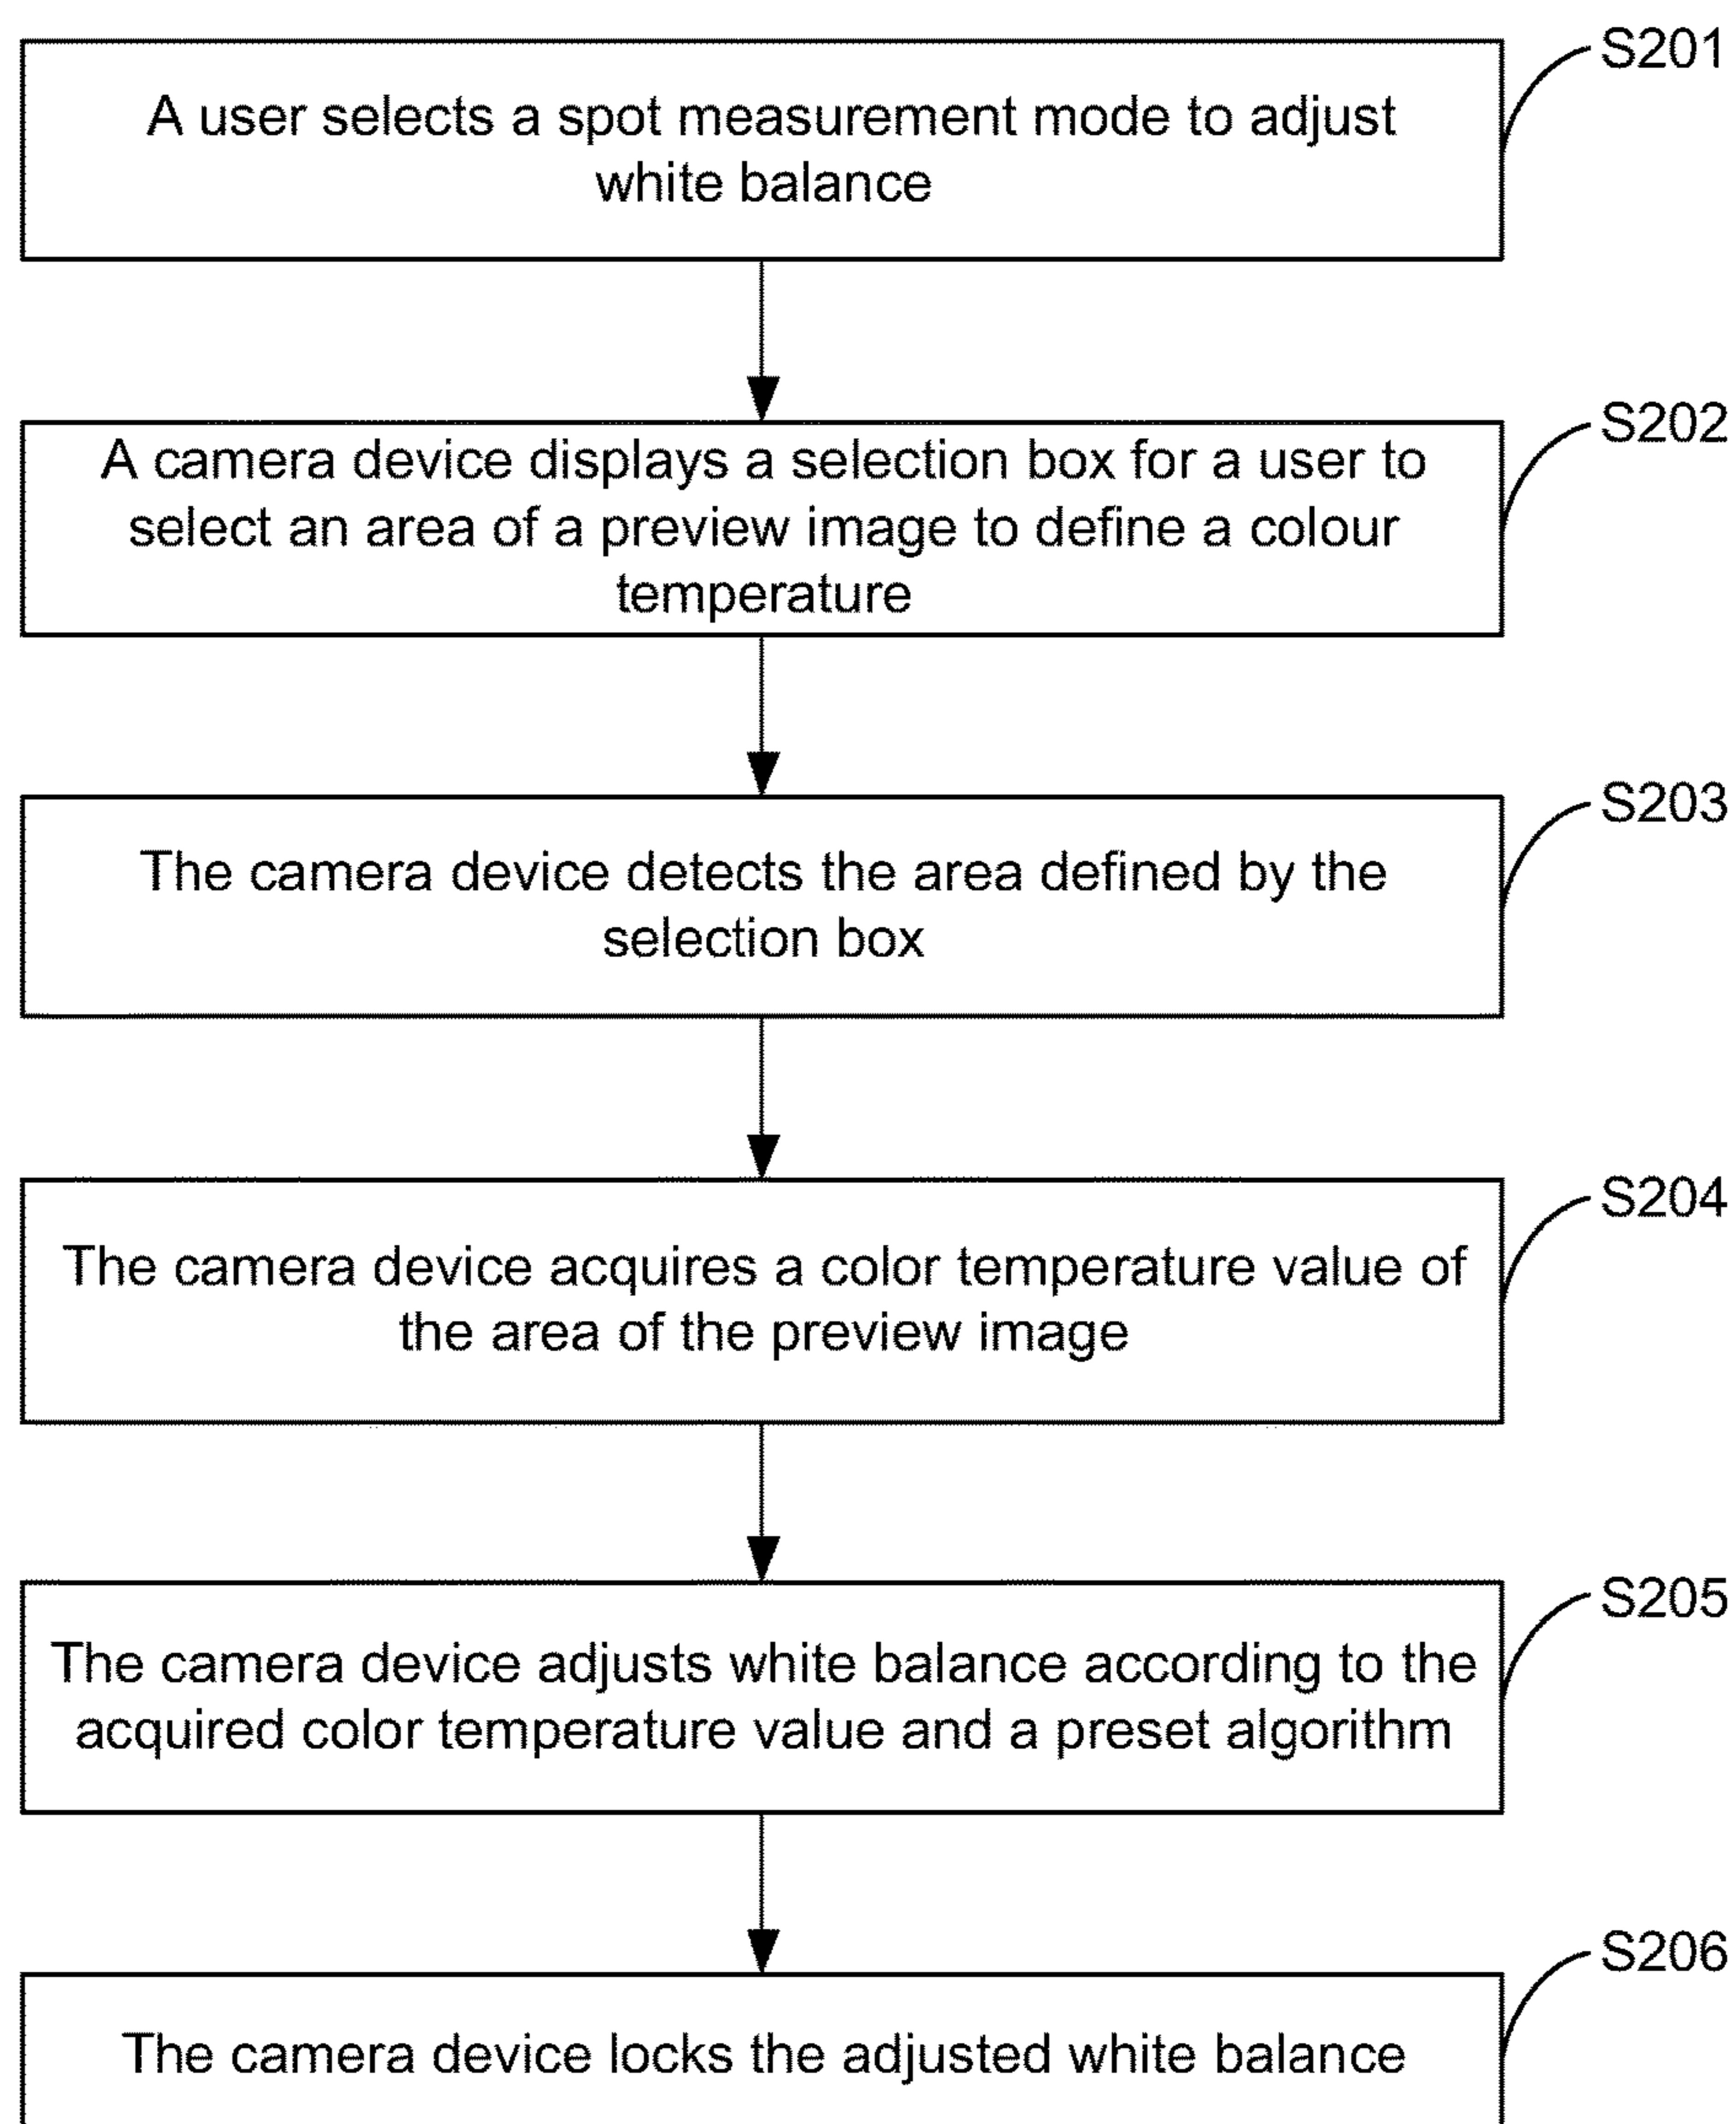 S201
A user selects a spot measurement mode to adjust
white balance
S202
A camera device displays a selection box for a user to
select an area of a preview image to define a colour
temperature
S203
The camera device detects the area defined by the
selection box
S204
The camera device acquires a color temperature value of
the area of the preview image
S205
The camera device adjusts white balance according to the
acquired color temperature value and a preset algorithm
S206
The camera device locks the adjusted white balance